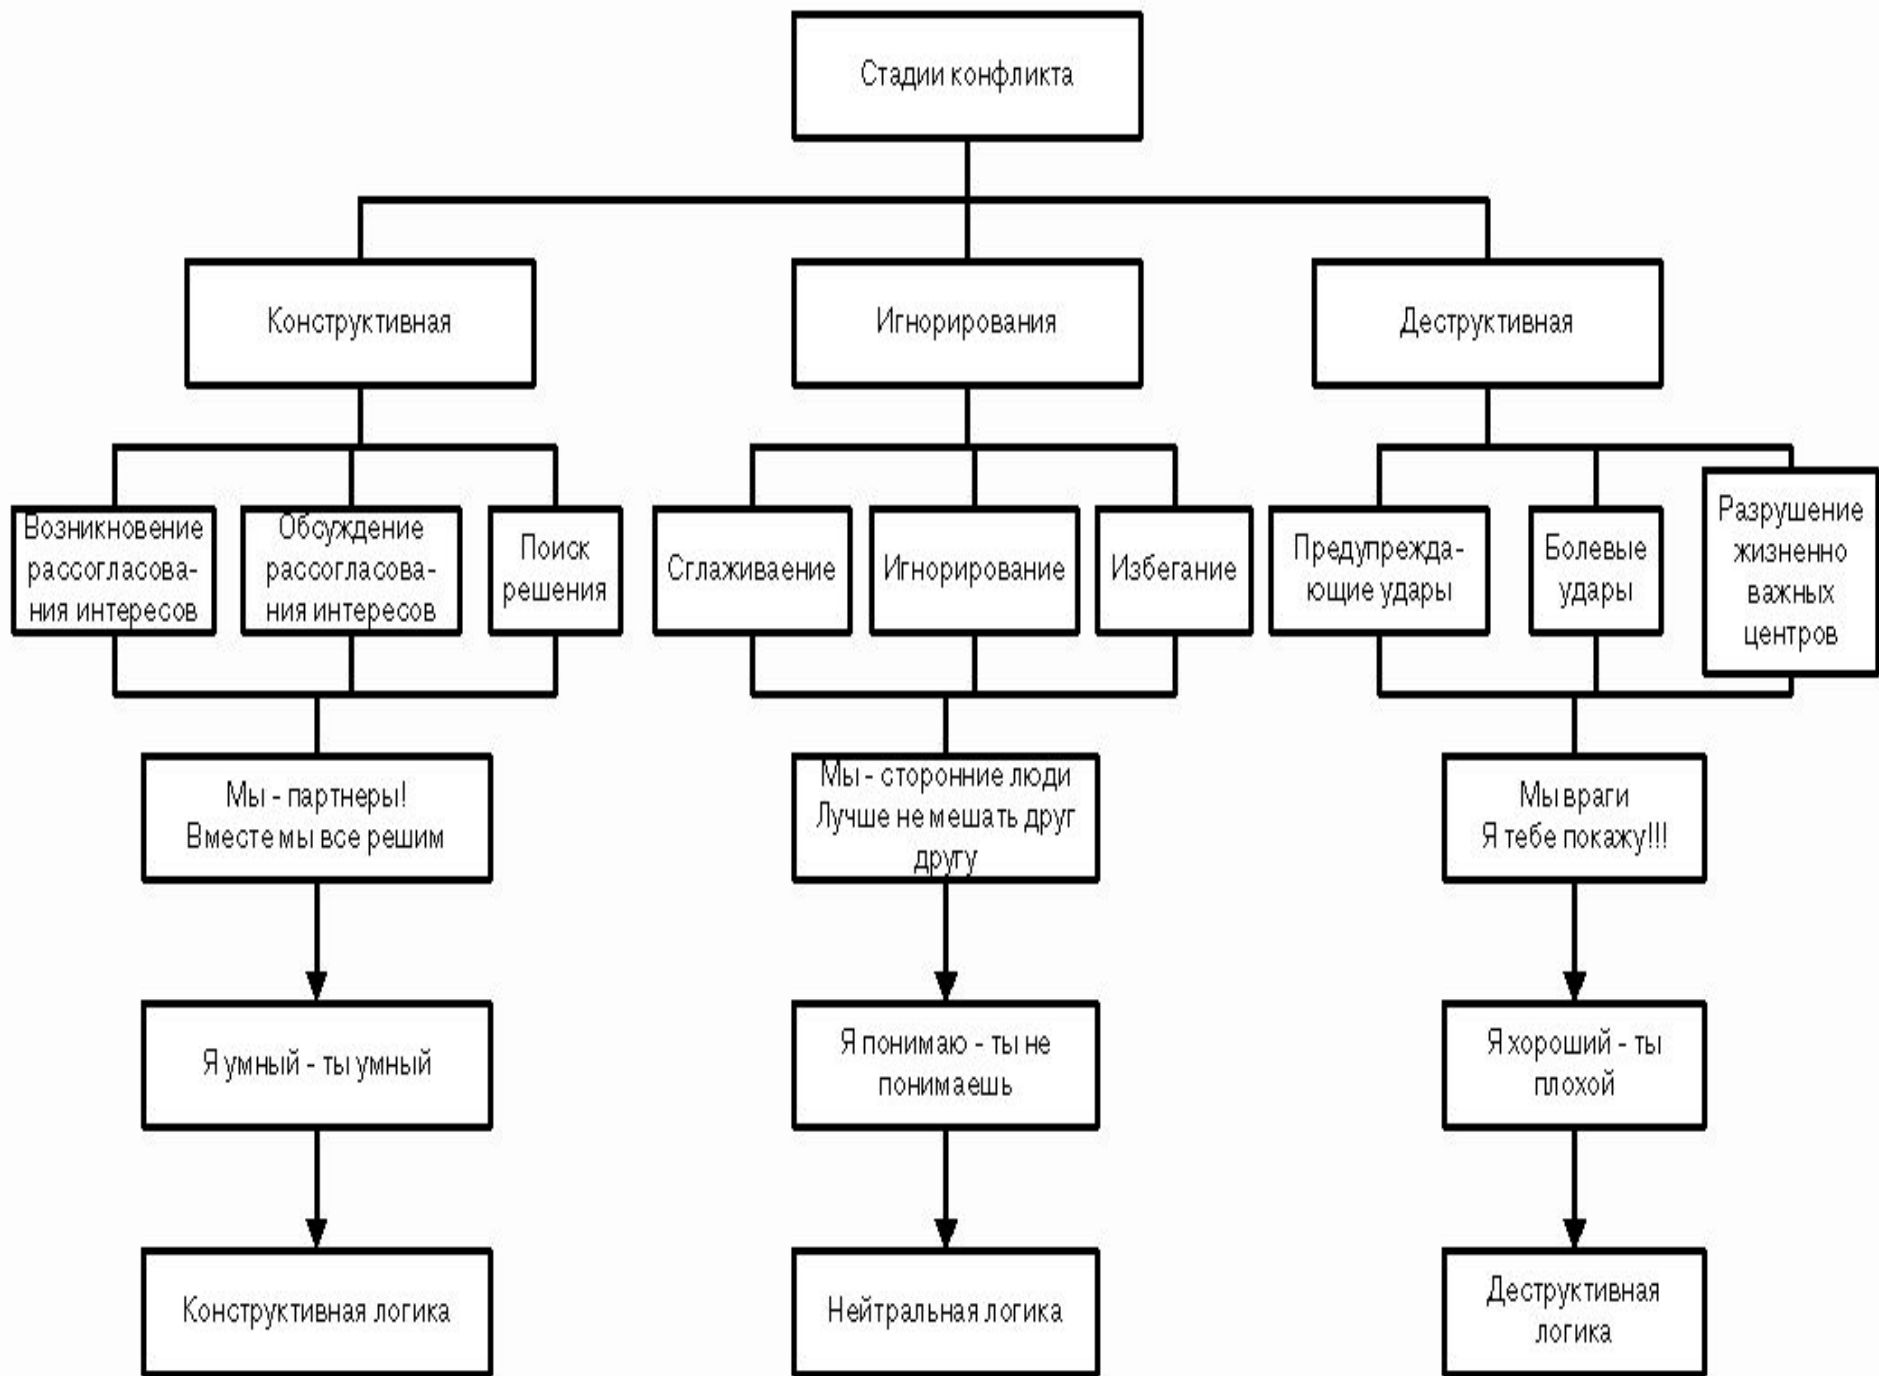 Стадии конфликта
Конструктивная
Игнорирования
Деструктивная
Возникновение
рассогласова-
ния интересов
Обсуждение
рассогласова-
ния интересов
Поиск
решения
Сглаживаение
Игнорирование
Избегание
Предупрежда-
ющие удары
Болевые
удары
Разрушение
жизненно
важных
центров
Мы - партнеры!
Вместе мы все решим
Мы - сторонние люди
Лучше не мешать друг
другу
Мы враги
Я тебе покажу!!!
Я умный - ты умный
Я понимаю - ты не
понимаешь
Я хороший - ты
плохой
Конструктивная логика
Нейтральная логика
Деструктивная
логика